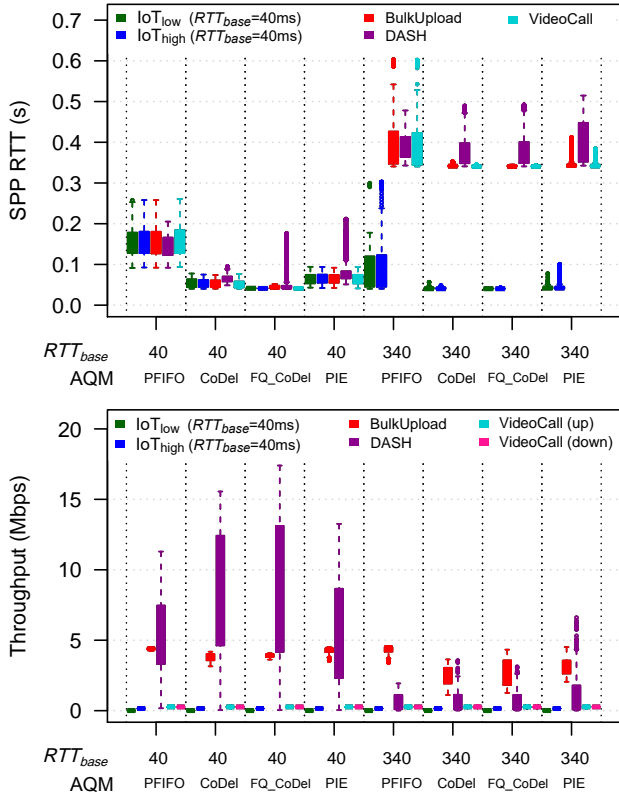 IoTlow (RTTbase=40ms) BulkUpload VideoCall
IoThigh (RTTbase=40ms) DASH
SPP RTT (s)
0.7
0.6
0.5
0.4
0.3
0.2
0.1
0.0
RTTbase 40 40 40 40 340 340 340 340
AQM PFIFO CoDel FQ_CoDel PIE PFIFO CoDel FQ_CoDel PIE
IoTlow (RTTbase=40ms) BulkUpload VideoCall (up)
IoThigh (RTTbase=40ms) DASH VideoCall (down)
Throughput (Mbps)
20
15
10
5
0
RTTbase 40 40 40 40 340 340 340 340
AQM PFIFO CoDel FQ_CoDel PIE PFIFO CoDel FQ_CoDel PIE